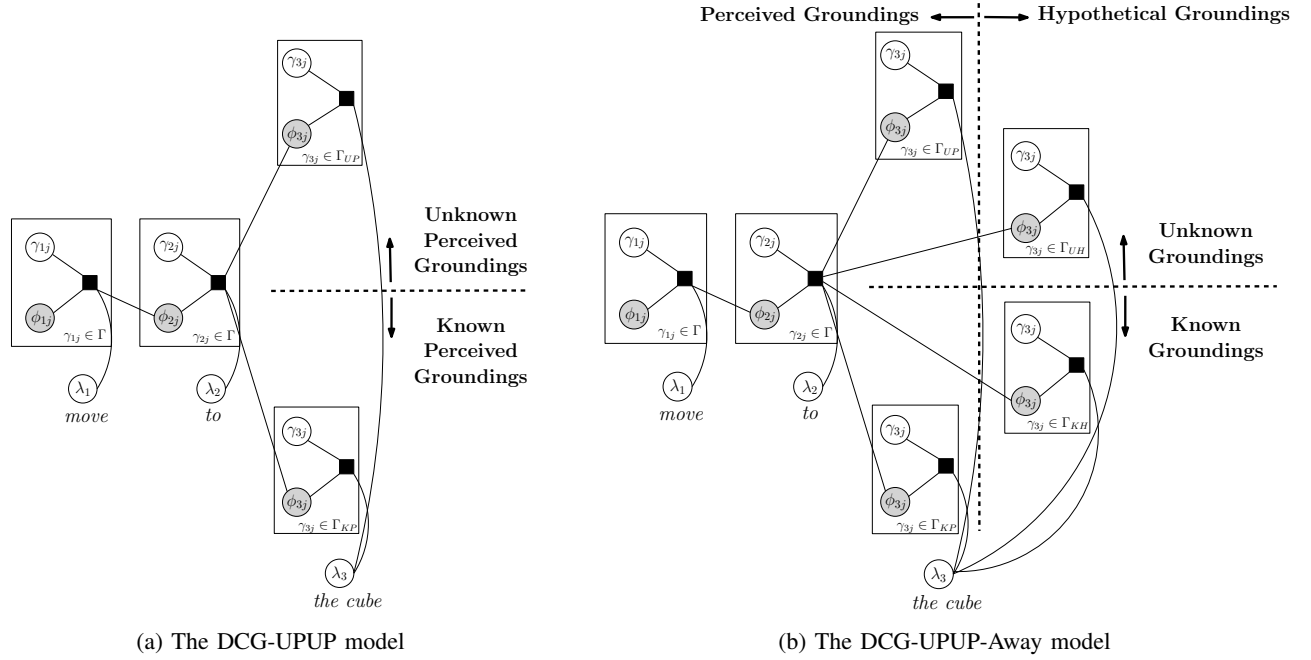 γ3j
ϕ3j
γ3j ∈ ΓUP
γ1j
ϕ1j
γ1j ∈ Γ
γ2j
ϕ2j
γ2j ∈ Γ
Unknown
Perceived
Groundings
Known
Perceived
Groundings
λ1
move
λ2
to
γ3j
ϕ3j
γ3j ∈ ΓKP
λ3
the cube
(a) The DCG-UPUP model
Perceived Groundings
Hypothetical Groundings
γ3j
ϕ3j
γ3j ∈ ΓUP
γ3j
ϕ3j
γ3j ∈ ΓUH
γ1j
ϕ1j
γ1j ∈ Γ
γ2j
ϕ2j
γ2j ∈ Γ
Unknown
Groundings
Known
Groundings
γ3j
ϕ3j
γ3j ∈ ΓKH
λ1
move
λ2
to
γ3j
ϕ3j
γ3j ∈ ΓKP
λ3
the cube
(b) The DCG-UPUP-Away model